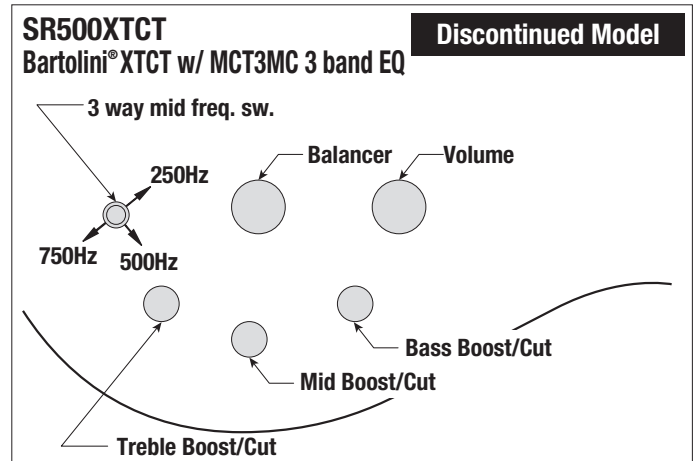 SR500XTCT
Discontinued Model
Bartolini® XTCT w/ MCT3MC 3 band EQ
3 way mid freq. sw.
Balancer
Volume
250Hz
750Hz
500Hz
Bass Boost/Cut
Mid Boost/Cut
Treble Boost/Cut